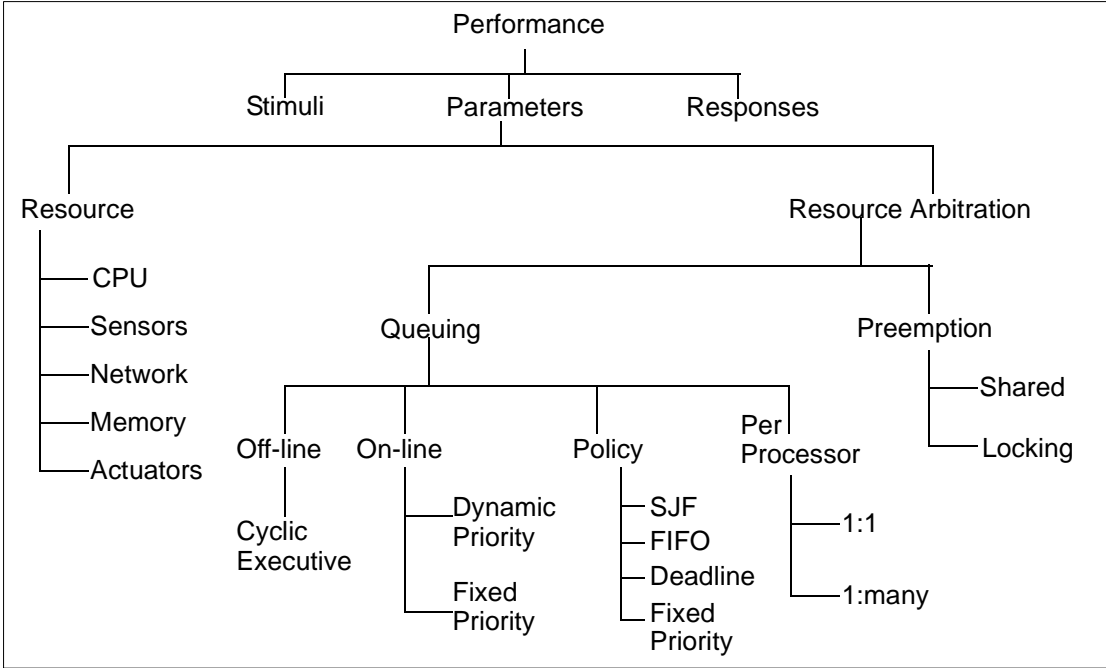 Performance
Stimuli
Parameters
Responses
Resource
Resource Arbitration
CPU
Sensors
Network
Memory
Actuators
Queuing
Preemption
Shared
Locking
Off-line
On-line
Policy
Per
Processor
Cyclic
Executive
Dynamic
Priority
Fixed
Priority
SJF
FIFO
Deadline
Fixed
Priority
1:1
1:many